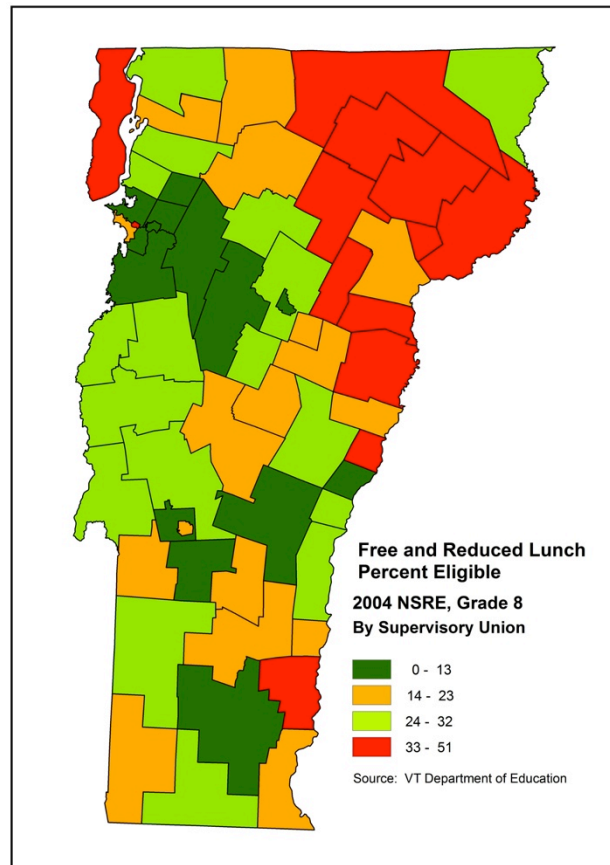 Free and Reduced Lunch
Percent Eligible
2004 NSRE, Grade 8
By Supervisory Union
0 - 13
14 - 23
24 - 32
33 - 51
Source: VT Department of Education